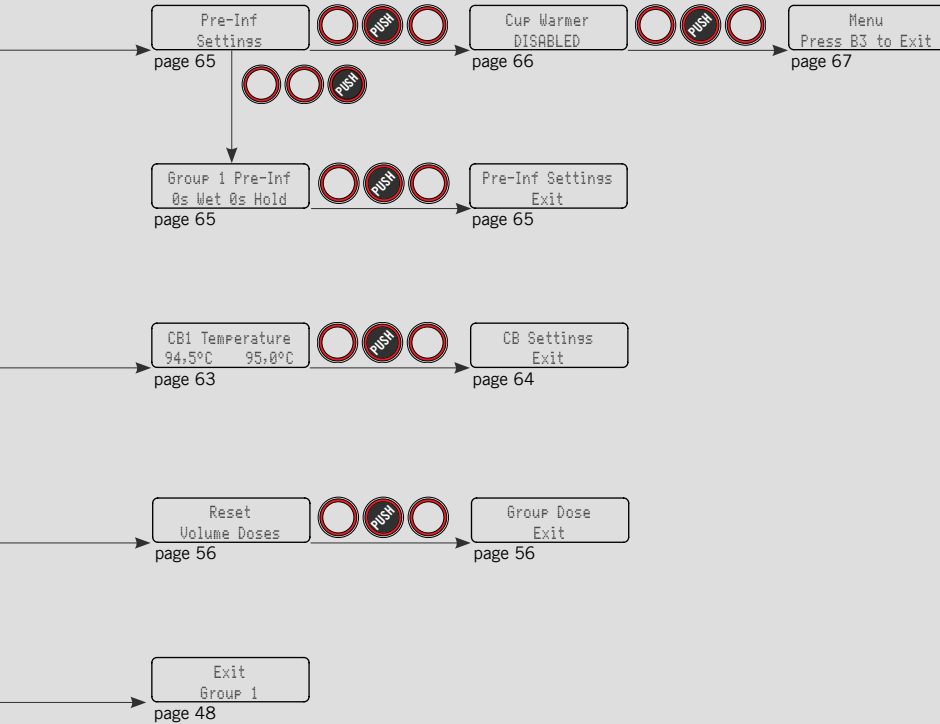 Pre-Inf
Settings
page 65
PUSH
Cup Warmer
DISABLED
page 66
PUSH
Menu
Press B3 to Exit
page 67
PUSH
Group 1 Pre-Inf
0s Wet 0s Hold
page 65
PUSH
Pre-Inf Settings
Exit
page 65
CB1 Temperature
94,5°C 95,0°C
page 63
PUSH
CB Settings
Exit
page 64
Reset
Volume Doses
page 56
PUSH
Group Dose
Exit
page 56
Exit
Group 1
page 48